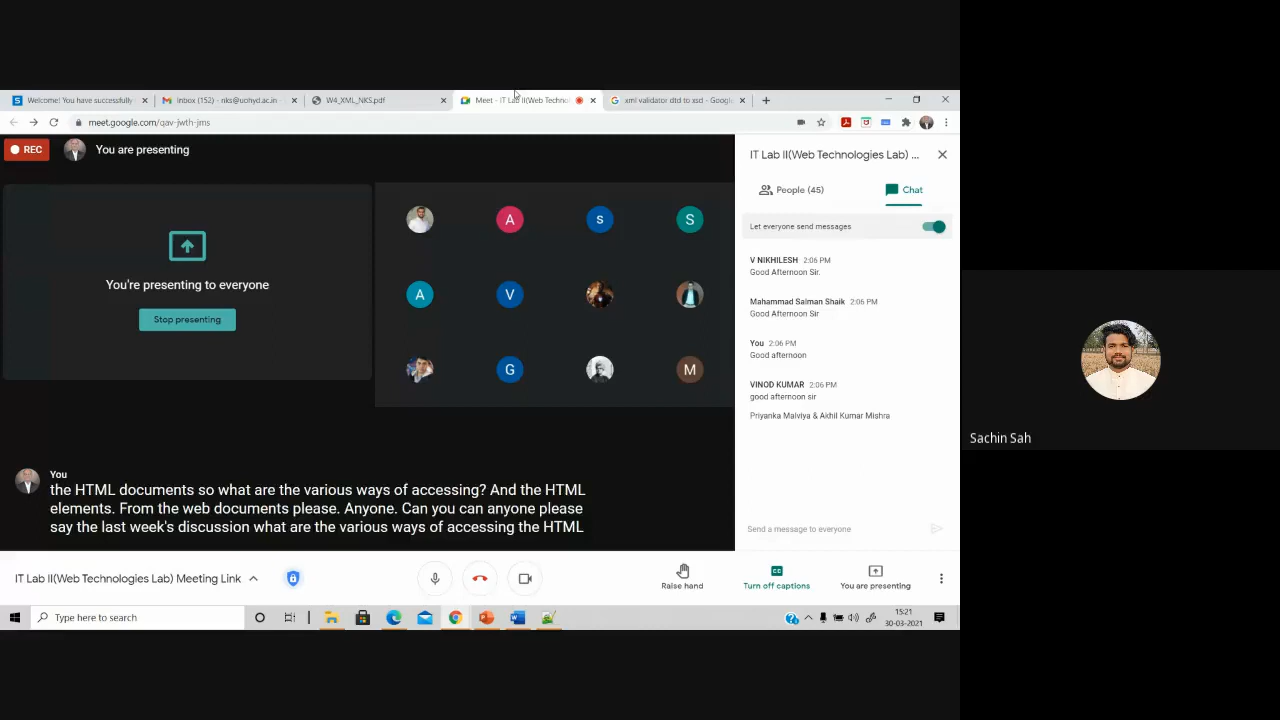 Welcome! You have successfully
Inbox (152) - nks@uohyd.ac.in
W4_XML_NKS.pdf
Meet - IT Lab II(Web Technol
xml validator dtd to xsd - Google
meet.google.com/qav-jwth-jms
REC
You are presenting
You're presenting to everyone
Stop presenting
A
s
S
A
V
G
M
IT Lab II(Web Technologies Lab) ...
People (45)
Chat
Let everyone send messages
V NIKHILESH 2:06 PM
Good Afternoon Sir.
Mahammad Salman Shaik 2:06 PM
Good Afternoon Sir
You 2:06 PM
Good afternoon
VINOD KUMAR 2:06 PM
good afternoon sir
Priyanka Malviya & Akhil Kumar Mishra
Send a message to everyone
You
the HTML documents so what are the various ways of accessing? And the HTML
elements. From the web documents please. Anyone. Can you can anyone please
say the last week's discussion what are the various ways of accessing the HTML
IT Lab II(Web Technologies Lab) Meeting Link
Raise hand
Turn off captions
You are presenting
Type here to search
15:21
30-03-2021
Sachin Sah